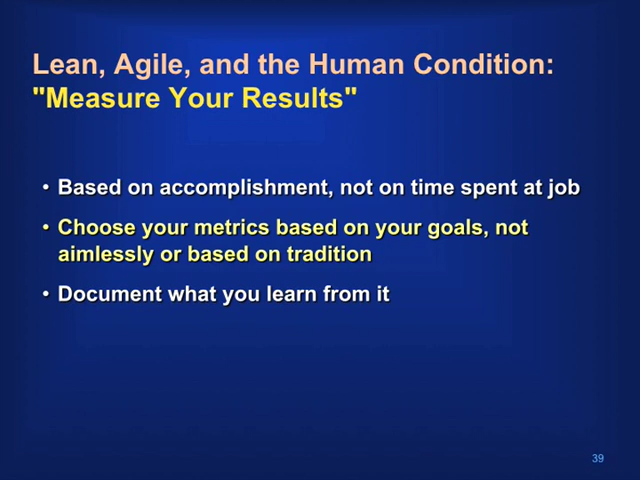 Lean, Agile, and the Human Condition:
"Measure Your Results"
• Based on accomplishment, not on time spent at job
• Choose your metrics based on your goals, not
aimlessly or based on tradition
• Document what you learn from it
39